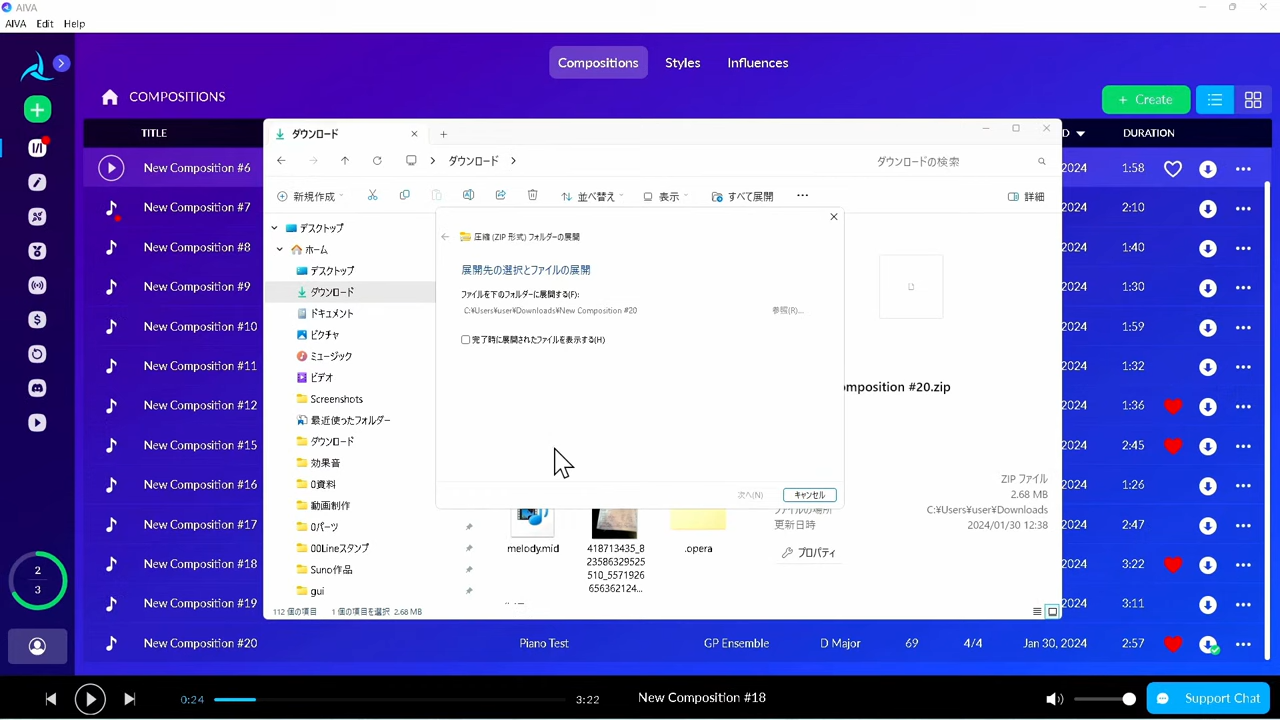 AIVA
AIVA Edit Help
Compositions Styles Influences
COMPOSITIONS
+ Create
TITLE
D DURATION
New Composition #6
2024 1:58
New Composition #7
2024 2:10
New Composition #8
2024 1:40
New Composition #9
2024 1:30
New Composition #10
2024 1:59
New Composition #11
2024 1:32
New Composition #12
2024 1:36
New Composition #15
2024 2:45
New Composition #16
2024 1:26
New Composition #17
2024 2:47
New Composition #18
2024 3:22
New Composition #19
2024 3:11
New Composition #20 Piano Test GP Ensemble D Major 69 4/4 Jan 30, 2024 2:57
2
3
ダウンロード
ダウンロード
ダウンロードの検索
新規作成
並べ替え
表示
すべて展開
詳細
デスクトップ
ホーム
デスクトップ
ダウンロード
ドキュメント
ピクチャ
ミュージック
ビデオ
Screenshots
最近使ったフォルダー
ダウンロード
効果音
0資料
動画制作
0パーツ
00Lineスタンプ
Suno作品
gui
圧縮 (ZIP 形式) フォルダーの展開
展開先の選択とファイルの展開
ファイルを下のフォルダーに展開する(F):
C:¥Users¥user¥Downloads¥New Composition #20
参照(R)...
完了時に展開されたファイルを表示する(H)
次へ(N)
キャンセル
omposition #20.zip
ZIP ファイル
2.68 MB
ファイルの場所
C:¥Users¥user¥Downloads
更新日時
2024/01/30 12:38
プロパティ
melody.mid
418713435_8
23586329525
510_5571926
656362124...
.opera
112 個の項目 1 個の項目を選択 2.68 MB
0:24
3:22
New Composition #18
Support Chat